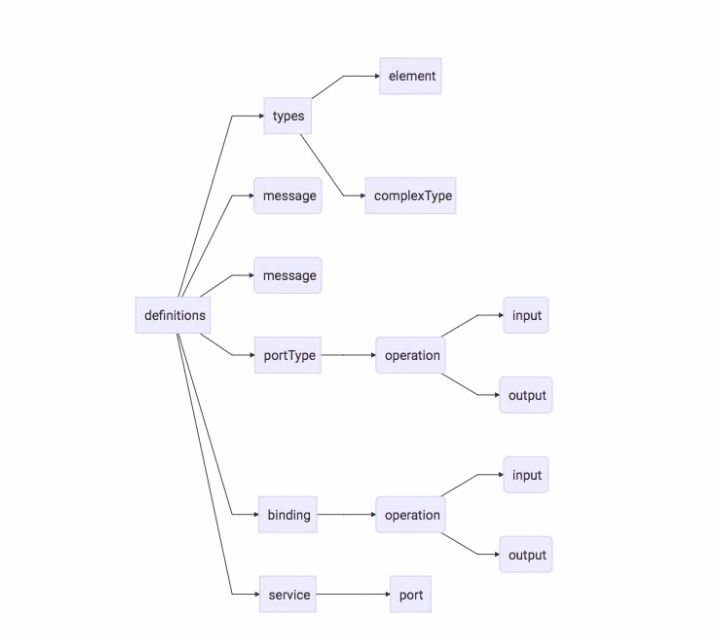 element
types
message
complexType
message
definitions
input
portType
operation
output
input
binding
operation
output
service
port